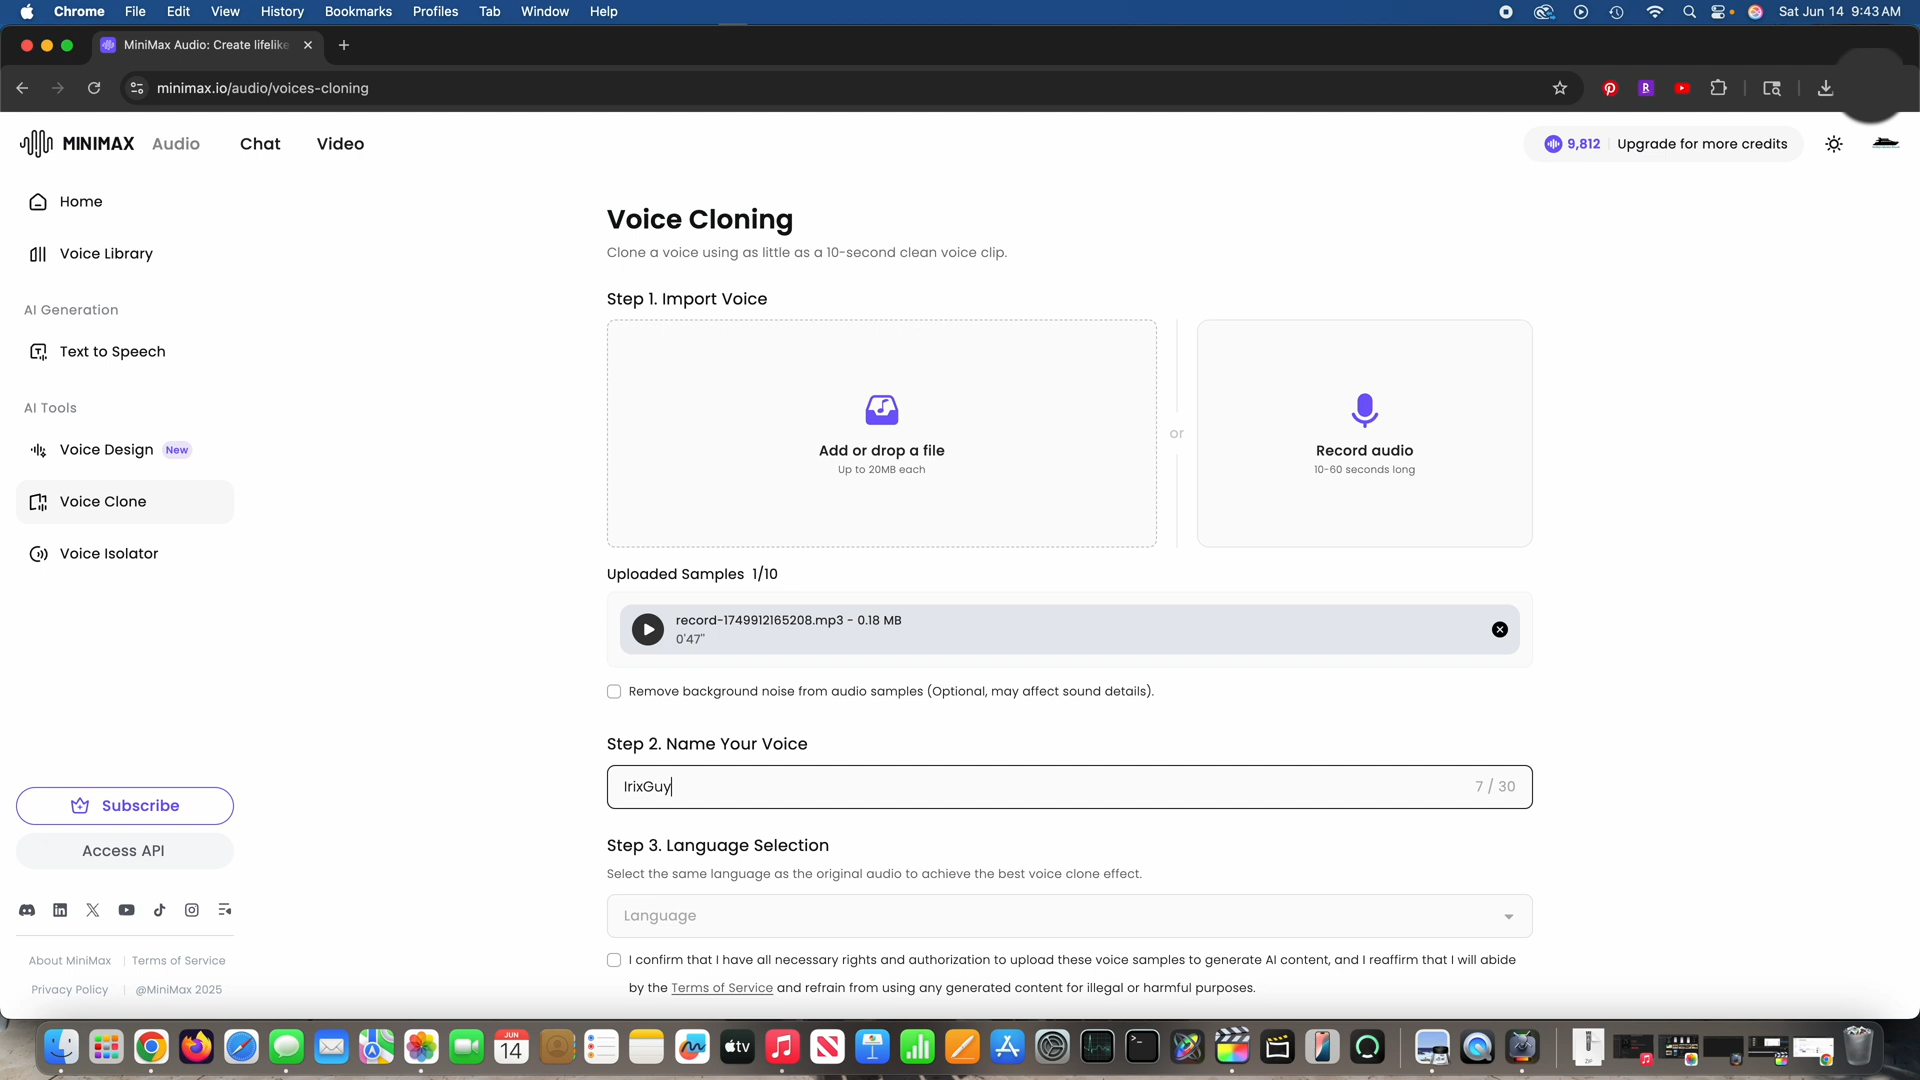 Chrome File Edit View History Bookmarks Profiles Tab Window Help Sat Jun 14 9:43 AM
MiniMax Audio: Create lifelike
minimax.io/audio/voices-cloning
MINIMAX Audio Chat Video 9,812 Upgrade for more credits
Home
Voice Library
AI Generation
Text to Speech
AI Tools
Voice Design New
Voice Clone
Voice Isolator
Subscribe
Access API
About MiniMax | Terms of Service
Privacy Policy | @MiniMax 2025
Voice Cloning
Clone a voice using as little as a 10-second clean voice clip.
Step 1. Import Voice
Add or drop a file
Up to 20MB each
or
Record audio
10-60 seconds long
Uploaded Samples 1/10
record-1749912165208.mp3 - 0.18 MB
0'47"
Remove background noise from audio samples (Optional, may affect sound details).
Step 2. Name Your Voice
IrixGuy 7 / 30
Step 3. Language Selection
Select the same language as the original audio to achieve the best voice clone effect.
Language
I confirm that I have all necessary rights and authorization to upload these voice samples to generate AI content, and I reaffirm that I will abide
by the Terms of Service and refrain from using any generated content for illegal or harmful purposes.
JUN
14
tv
ZIP